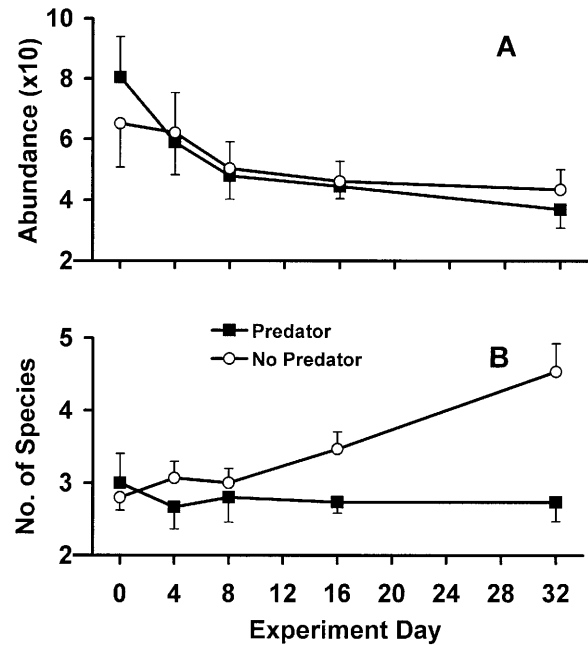 A
Abundance (x10)
10
8
6
4
2
Predator
No Predator
B
No. of Species
5
4
3
2
0 4 8 12 16 20 24 28 32
Experiment Day